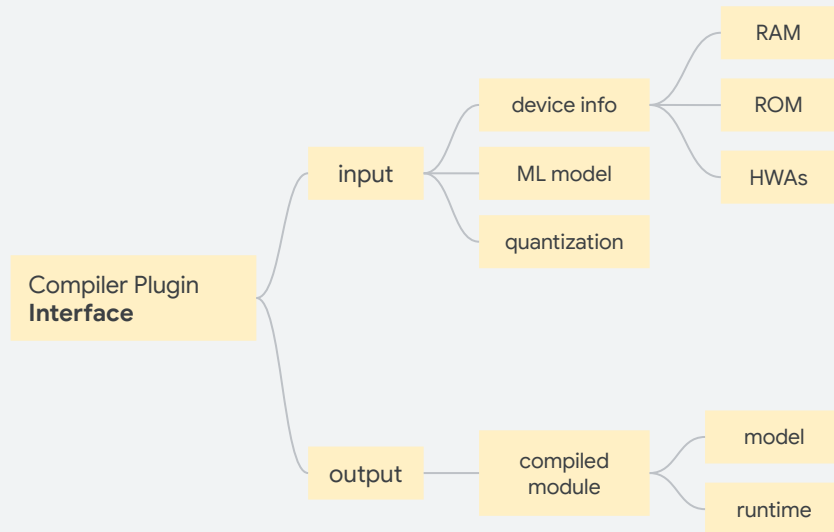 Compiler Plugin
Interface
input
device info
RAM
ROM
HWAs
ML model
quantization
output
compiled
module
model
runtime